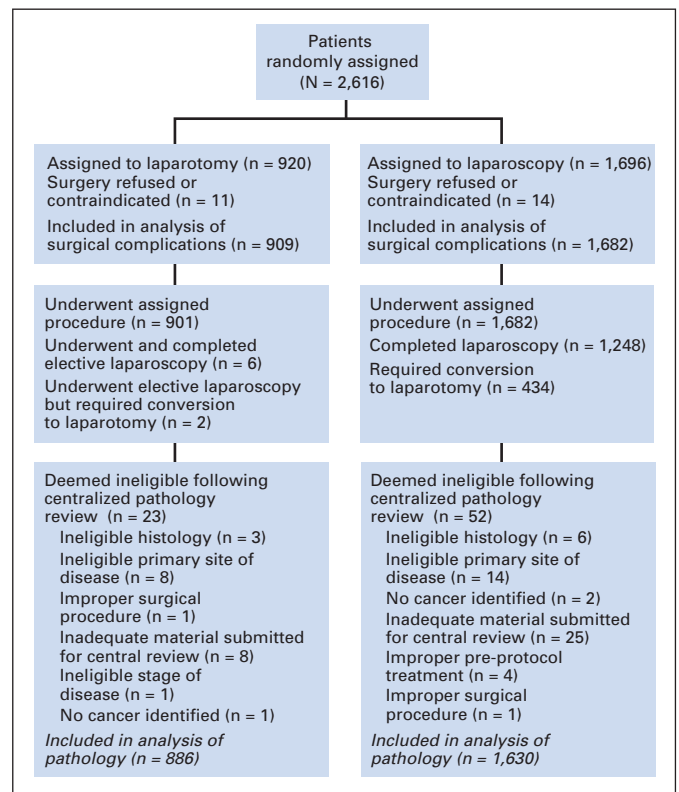 Patients
randomly assigned
(N = 2,616)
Assigned to laparotomy (n = 920)
Surgery refused or
contraindicated (n = 11)
Included in analysis of
surgical complications (n = 909)
Assigned to laparoscopy (n = 1,696)
Surgery refused or
contraindicated (n = 14)
Included in analysis of
surgical complications (n = 1,682)
Underwent assigned
procedure (n = 901)
Underwent and completed
elective laparoscopy (n = 6)
Underwent elective laparoscopy
but required conversion
to laparotomy (n = 2)
Underwent assigned
procedure (n = 1,682)
Completed laparoscopy (n = 1,248)
Required conversion
to laparotomy (n = 434)
Deemed ineligible following
centralized pathology
review (n = 23)
Ineligible histology (n = 3)
Ineligible primary site of
disease (n = 8)
Improper surgical
procedure (n = 1)
Inadequate material submitted
for central review (n = 8)
Ineligible stage of
disease (n = 1)
No cancer identified (n = 1)
Included in analysis of
pathology (n = 886)
Deemed ineligible following
centralized pathology
review (n = 52)
Ineligible histology (n = 6)
Ineligible primary site of
disease (n = 14)
No cancer identified (n = 2)
Inadequate material submitted
for central review (n = 25)
Improper pre-protocol
treatment (n = 4)
Improper surgical
procedure (n = 1)
Included in analysis of
pathology (n = 1,630)